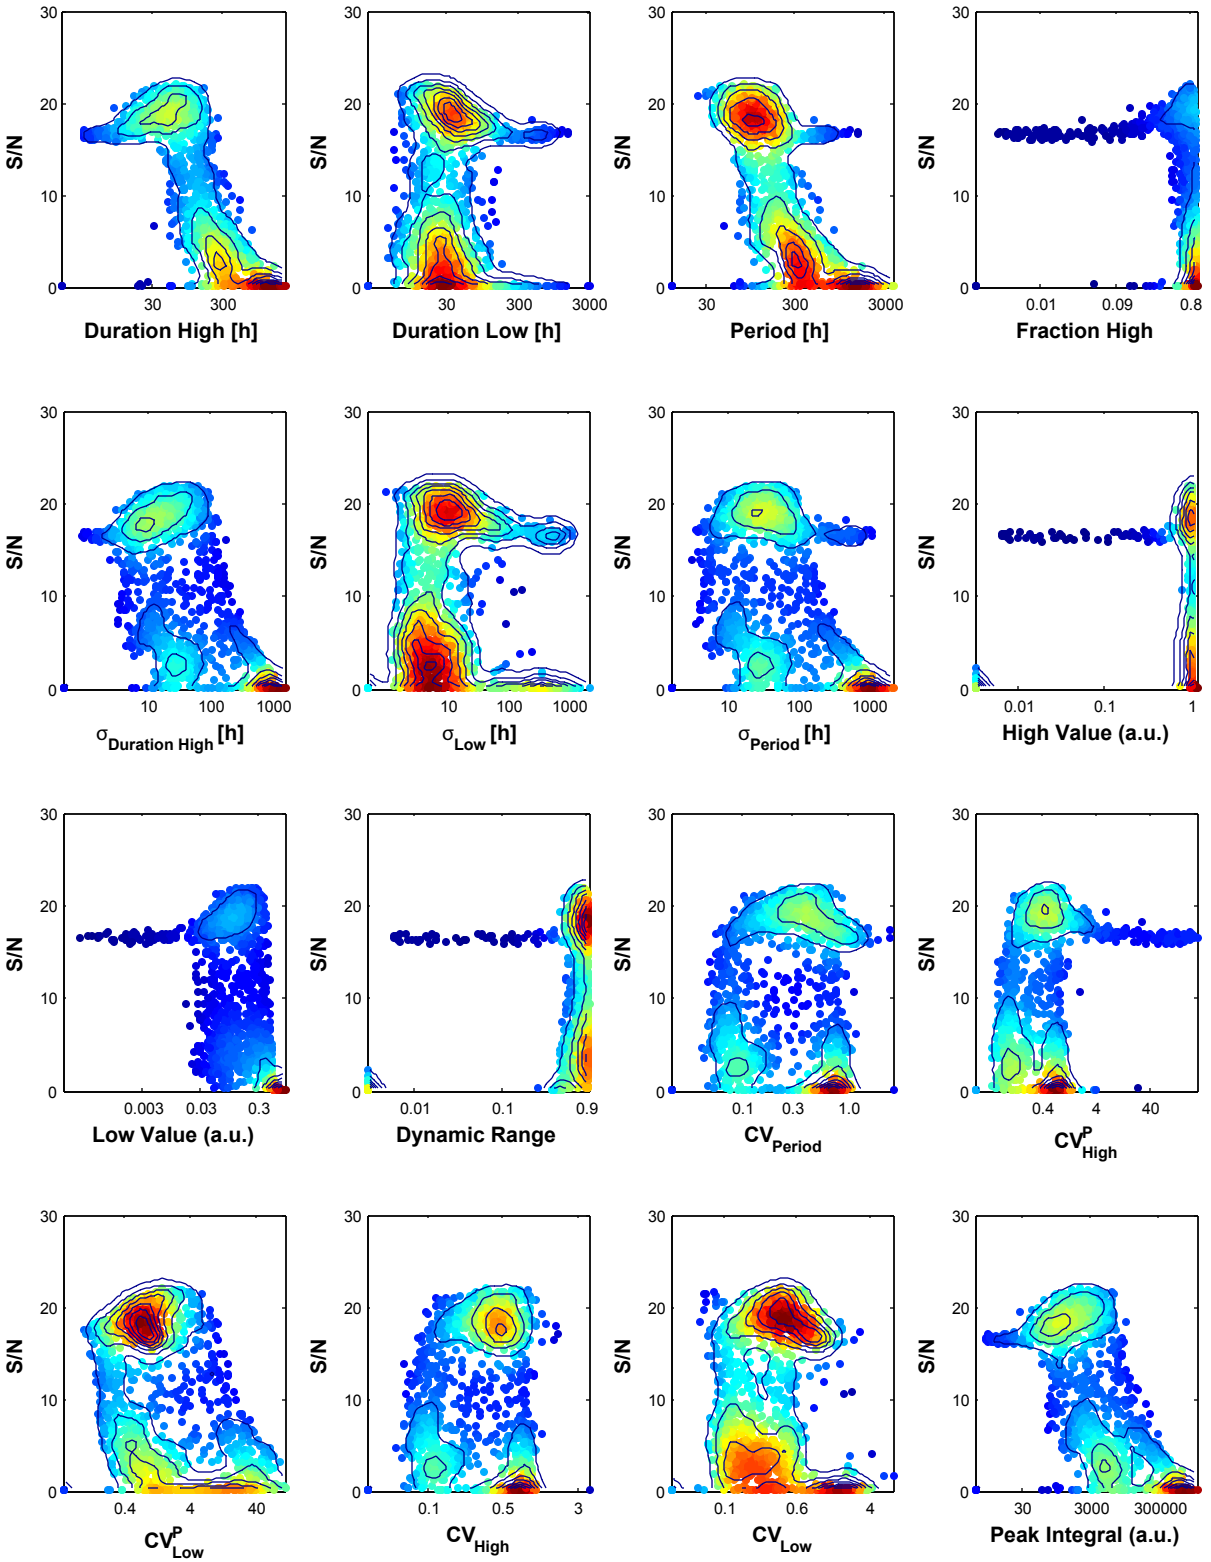 30
20
10
0
S/N
30 300
Duration High [h]
30
20
10
0
S/N
30 300 3000
Duration Low [h]
30
20
10
0
S/N
30 300 3000
Period [h]
30
20
10
0
S/N
0.01 0.09 0.8
Fraction High
30
20
10
0
S/N
10 100 1000
σDuration High [h]
30
20
10
0
S/N
10 100 1000
σLow [h]
30
20
10
0
S/N
10 100 1000
σPeriod [h]
30
20
10
0
S/N
0.01 0.1 1
High Value (a.u.)
30
20
10
0
S/N
0.003 0.03 0.3
Low Value (a.u.)
30
20
10
0
S/N
0.01 0.1 0.9
Dynamic Range
30
20
10
0
S/N
0.1 0.3 1.0
CVPeriod
30
20
10
0
S/N
0.4 4 40
CVPHigh
30
20
10
0
S/N
0.4 4 40
CVPLow
30
20
10
0
S/N
0.1 0.5 3
CVHigh
30
20
10
0
S/N
0.1 0.6 4
CVLow
30
20
10
0
S/N
30 3000 300000
Peak Integral (a.u.)